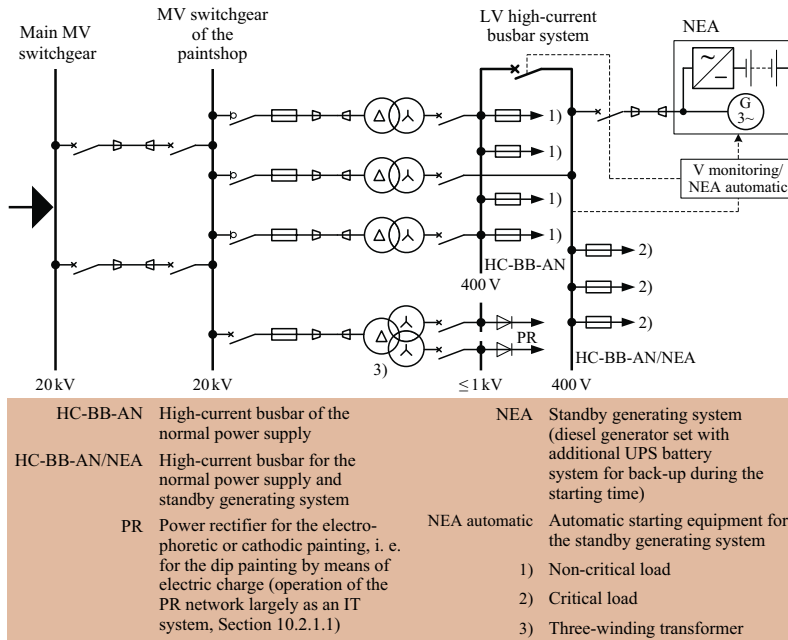 Main MV
switchgear
MV switchgear
of the
paintshop
LV high-current
busbar system
NEA
G
3~
~
–
1)
1)
1)
1)
V monitoring/
NEA automatic
HC-BB-AN
400 V
2)
2)
2)
PR
3)
HC-BB-AN/NEA
20 kV
20 kV
≤ 1 kV
400 V
HC-BB-AN High-current busbar of the
normal power supply
HC-BB-AN/NEA High-current busbar for the
normal power supply and
standby generating system
PR Power rectifier for the electro-
phoretic or cathodic painting, i. e.
for the dip painting by means of
electric charge (operation of the
PR network largely as an IT
system, Section 10.2.1.1)
NEA Standby generating system
(diesel generator set with
additional UPS battery
system for back-up during the
starting time)
NEA automatic Automatic starting equipment for
the standby generating system
1) Non-critical load
2) Critical load
3) Three-winding transformer